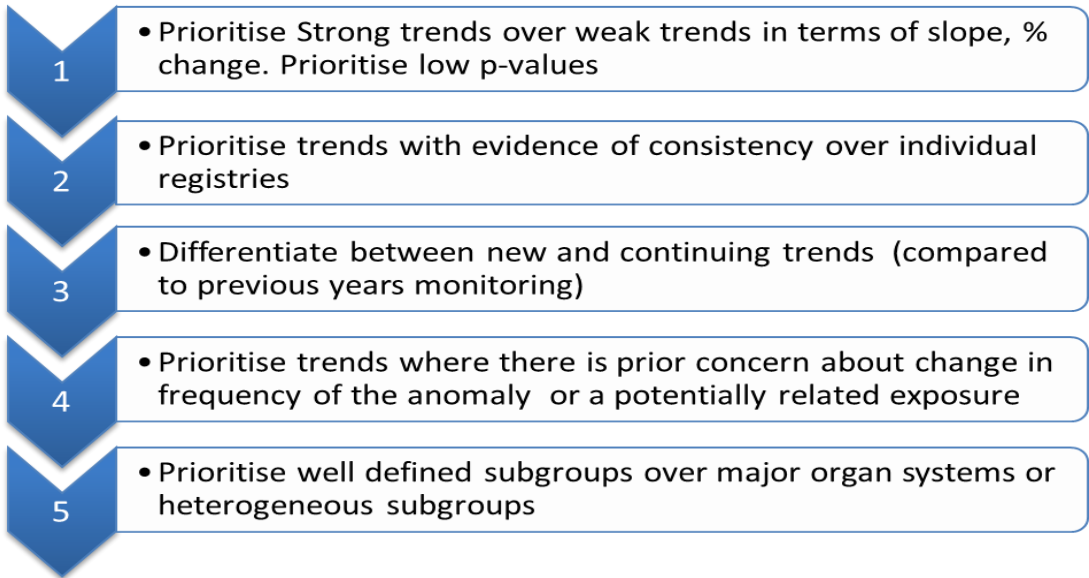 1
• Prioritise Strong trends over weak trends in terms of slope, %
change. Prioritise low p-values
2
• Prioritise trends with evidence of consistency over individual
registries
3
• Differentiate between new and continuing trends (compared
to previous years monitoring)
4
• Prioritise trends where there is prior concern about change in
frequency of the anomaly or a potentially related exposure
5
• Prioritise well defined subgroups over major organ systems or
heterogeneous subgroups